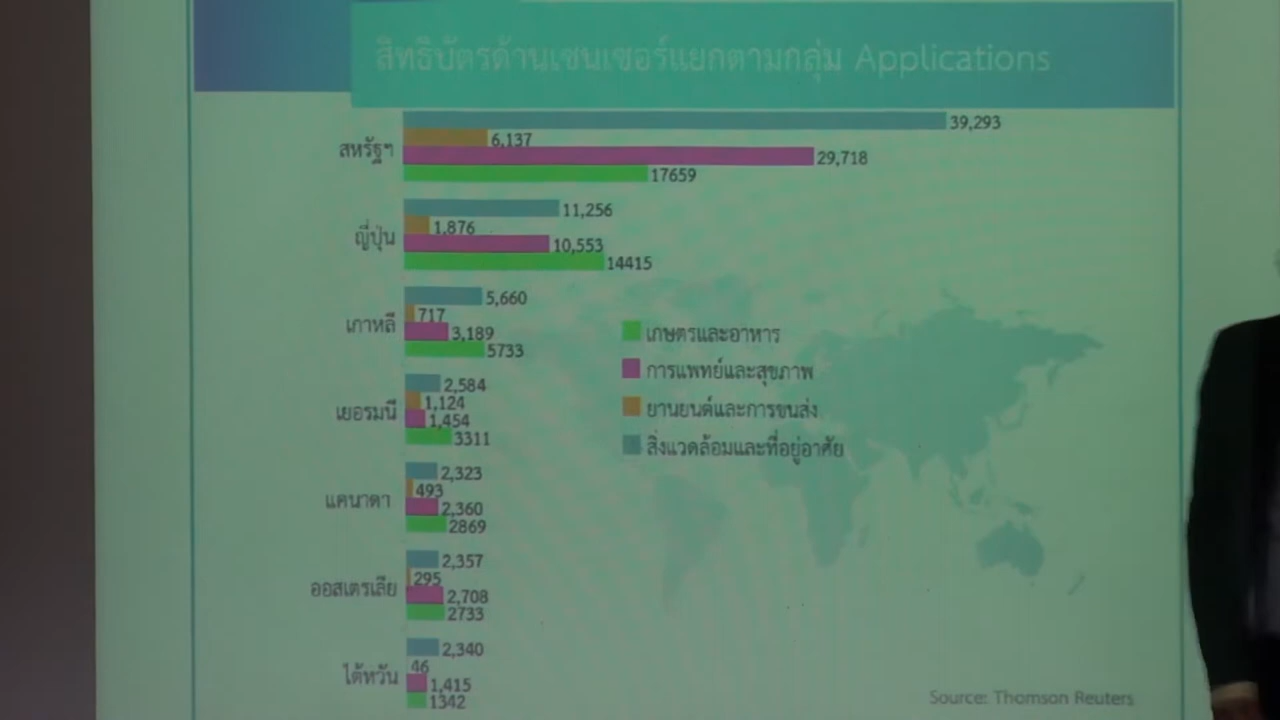 สิทธิบัตรด้านเซนเซอร์แยกตามกลุ่ม Applications
39,293
สหรัฐฯ
6,137
29,718
17659
11,256
ญี่ปุ่น
1,876
10,553
14415
5,660
เกาหลี
717
3,189
5733
เกษตรและอาหาร
การแพทย์และสุขภาพ
ยานยนต์และการขนส่ง
สิ่งแวดล้อมและที่อยู่อาศัย
2,584
เยอรมนี
1,124
1,454
3311
2,323
แคนาดา
493
2,360
2869
2,357
ออสเตรเลีย
295
2,708
2733
2,340
ไต้หวัน
46
1,415
1342
Source: Thomson Reuters